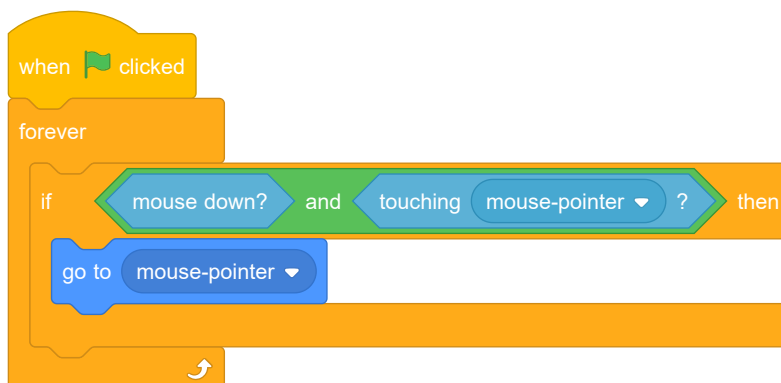 when clicked
forever
if mouse down? and touching mouse-pointer ? then
go to mouse-pointer